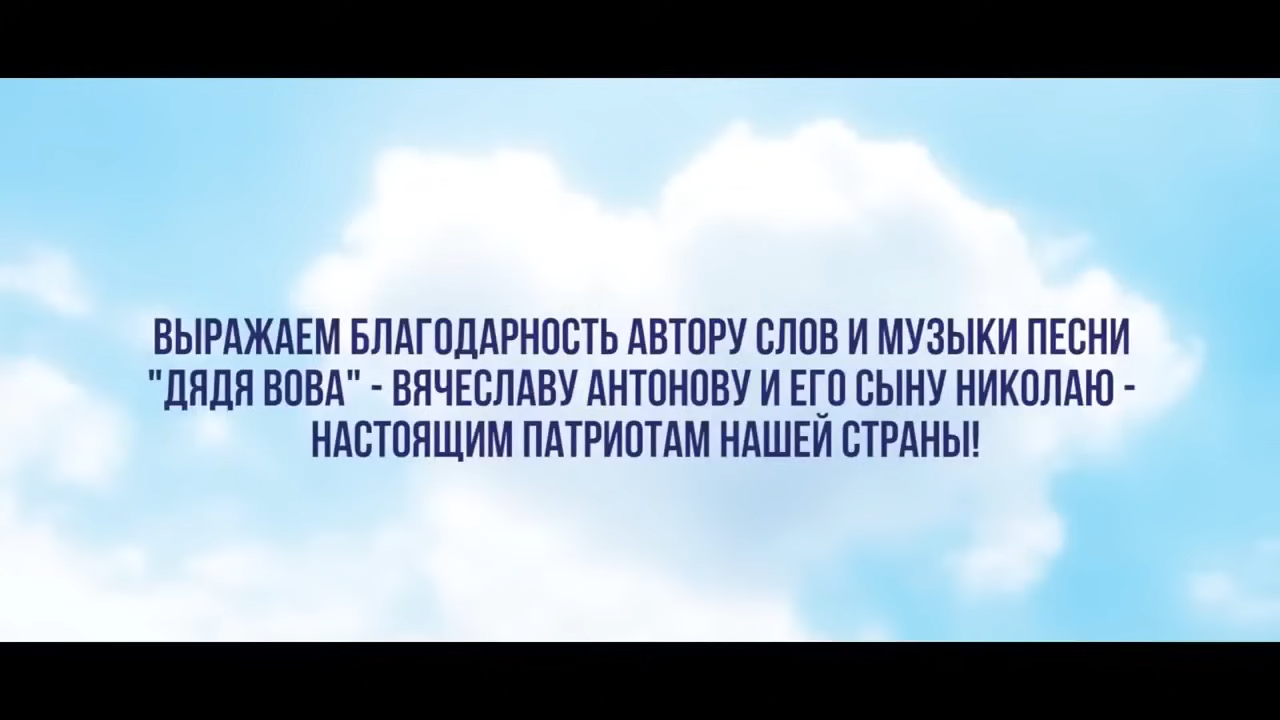 ВЫРАЖАЕМ БЛАГОДАРНОСТЬ АВТОРУ СЛОВ И МУЗЫКИ ПЕСНИ
"ДЯДЯ ВОВА" - ВЯЧЕСЛАВУ АНТОНОВУ И ЕГО СЫНУ НИКОЛАЮ -
НАСТОЯЩИМ ПАТРИОТАМ НАШЕЙ СТРАНЫ!